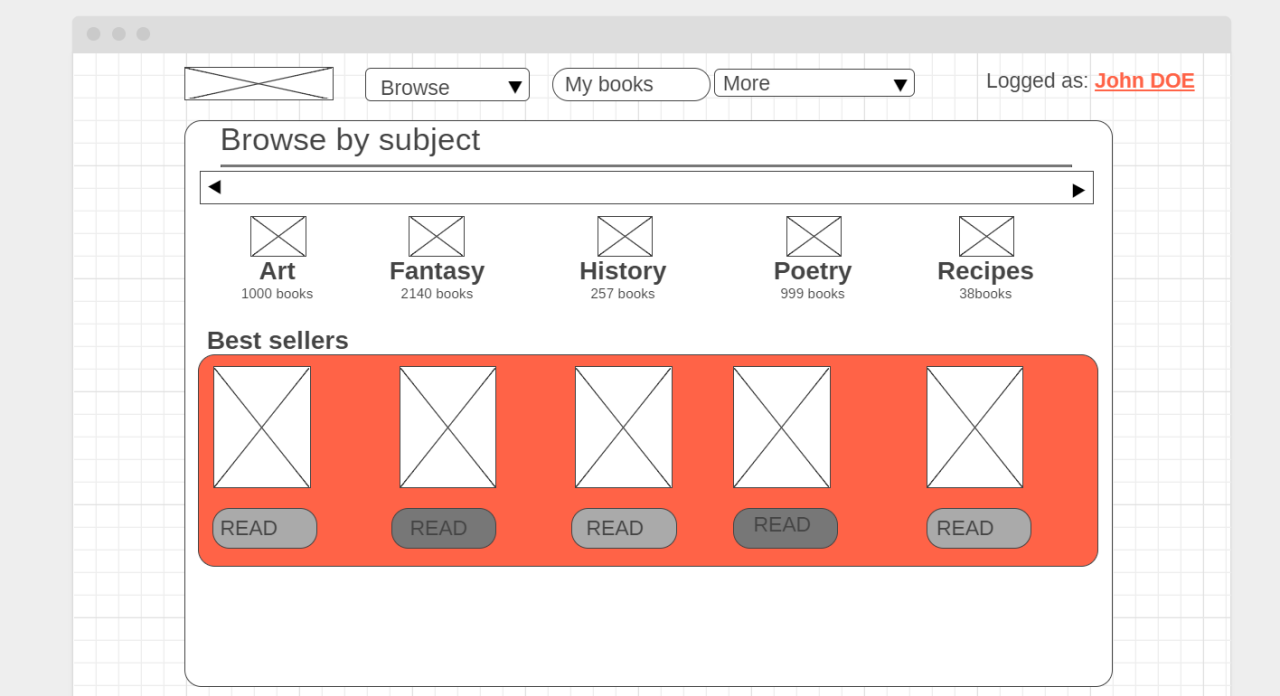 Browse
My books
More
Logged as: John DOE
Browse by subject
Art
Fantasy
History
Poetry
Recipes
1000 books
2140 books
257 books
999 books
38books
Best sellers
READ
READ
READ
READ
READ